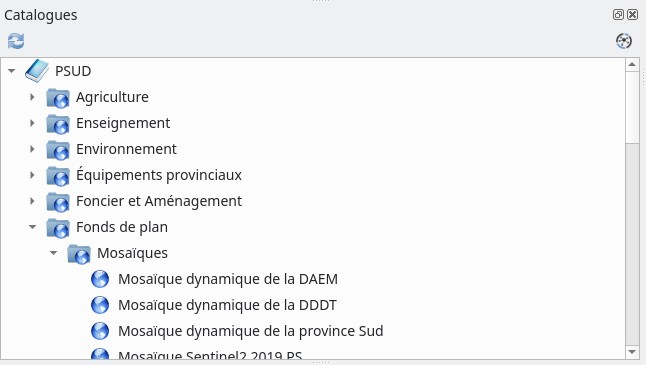 Catalogues
PSUD
Agriculture
Enseignement
Environnement
Équipements provinciaux
Foncier et Aménagement
Fonds de plan
Mosaïques
Mosaïque dynamique de la DAEM
Mosaïque dynamique de la DDDT
Mosaïque dynamique de la province Sud
Mosaïque Sentinel2 2019 PS